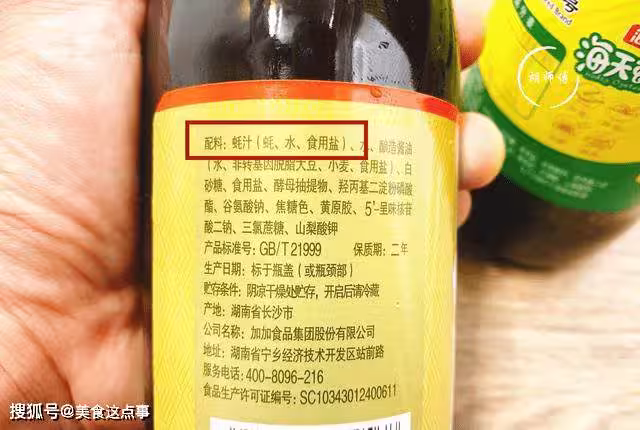 配料：蚝汁（蚝、水、食用盐）、水、酿造酱油
（水、非转基因脱脂大豆、小麦、食用盐）、白
砂糖、食用盐、酵母抽提物、羟丙基二淀粉磷酸
酯、谷氨酸钠、焦糖色、黄原胶、5'-呈味核苷
酸二钠、三氯蔗糖、山梨酸钾
产品标准号：GB/T 21999 保质期：二年
生产日期：标于瓶盖（或瓶颈部）
贮存条件：阴凉干燥处贮存，开启后请冷藏
产地：湖南省长沙市
公司名称：加加食品集团股份有限公司
地址：湖南省宁乡经济技术开发区站前路
服务电话：400-8096-216
食品生产许可证编号：SC10343012400611
号
Brand
海天
胡师傅
搜狐号@美食这点事